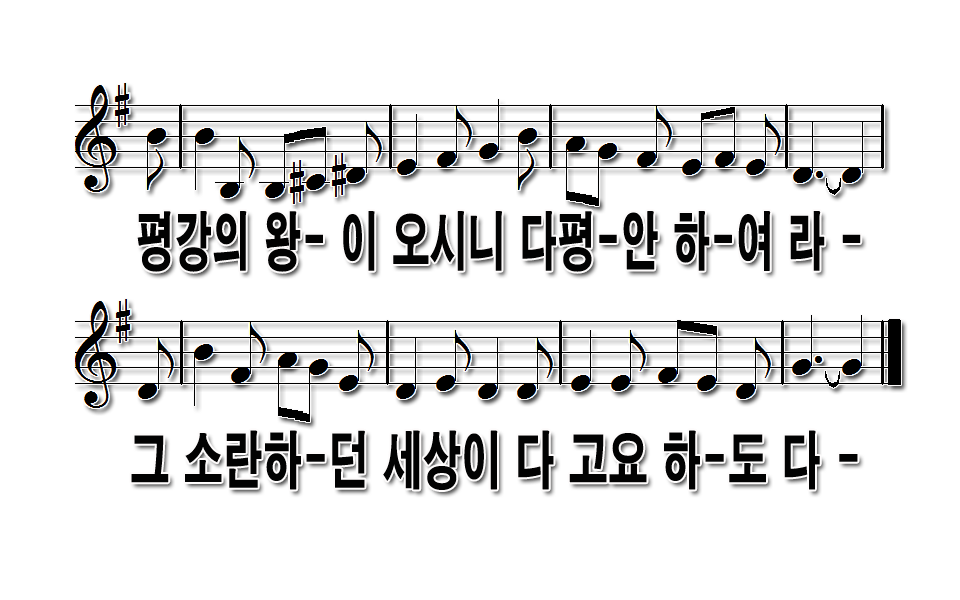 평강의 왕- 이 오시니 다평-안 하-여 라 -
그 소란하-던 세상이 다 고요 하-도 다 -